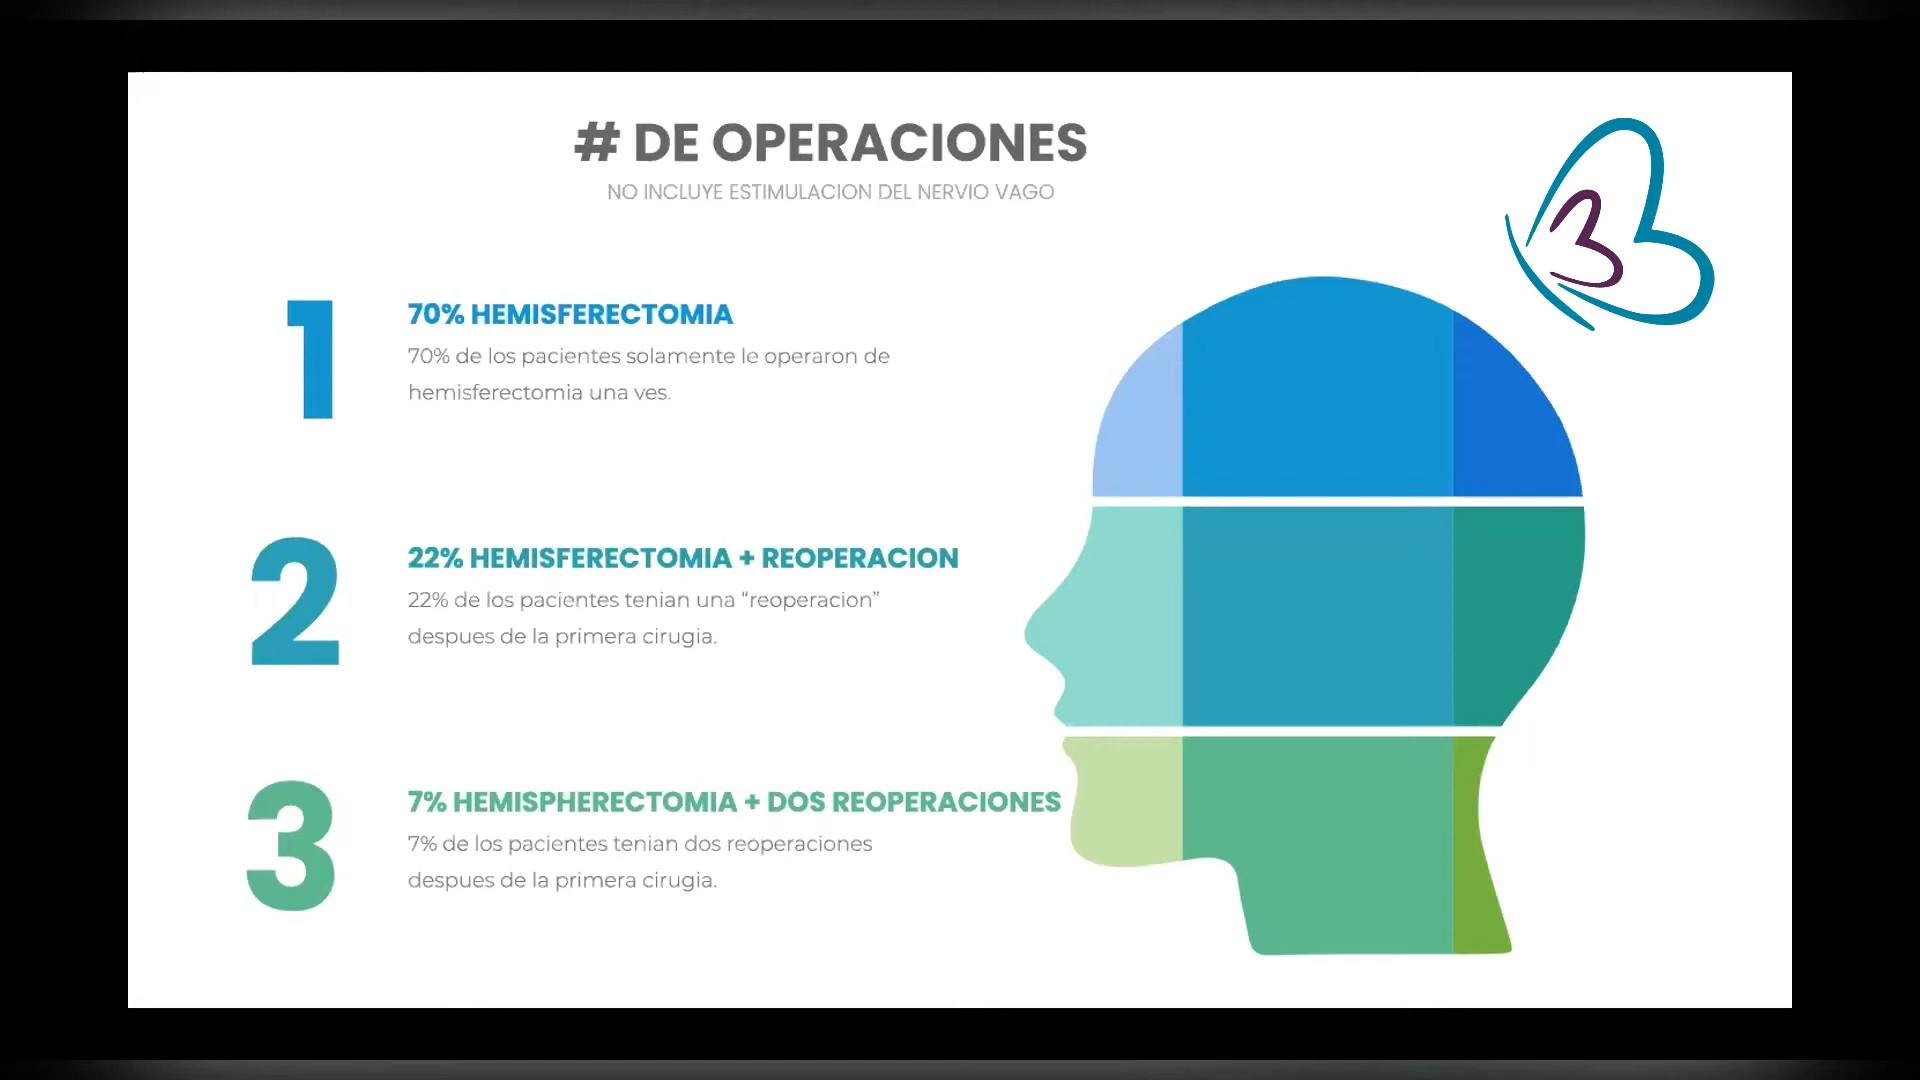 # DE OPERACIONES
NO INCLUYE ESTIMULACION DEL NERVIO VAGO
1
70% HEMISFERECTOMIA
70% de los pacientes solamente le operaron de
hemisferectomia una ves.
2
22% HEMISFERECTOMIA + REOPERACION
22% de los pacientes tenian una “reoperacion”
despues de la primera cirugia.
3
7% HEMISPHERECTOMIA + DOS REOPERACIONES
7% de los pacientes tenian dos reoperaciones
despues de la primera cirugia.